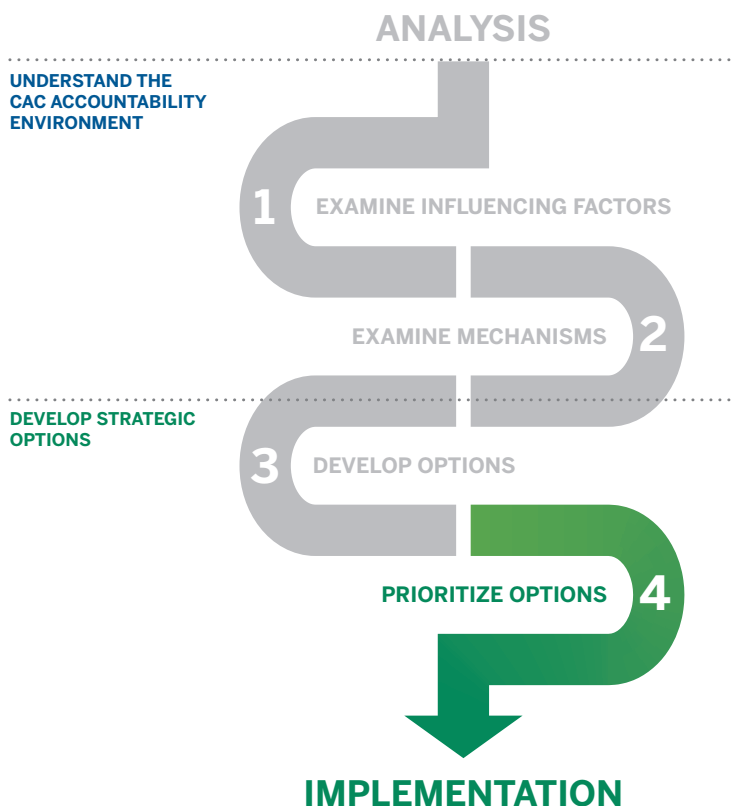 ANALYSIS
UNDERSTAND THE
CAC ACCOUNTABILITY
ENVIRONMENT
1 EXAMINE INFLUENCING FACTORS
EXAMINE MECHANISMS 2
DEVELOP STRATEGIC
OPTIONS
3 DEVELOP OPTIONS
PRIORITIZE OPTIONS 4
IMPLEMENTATION